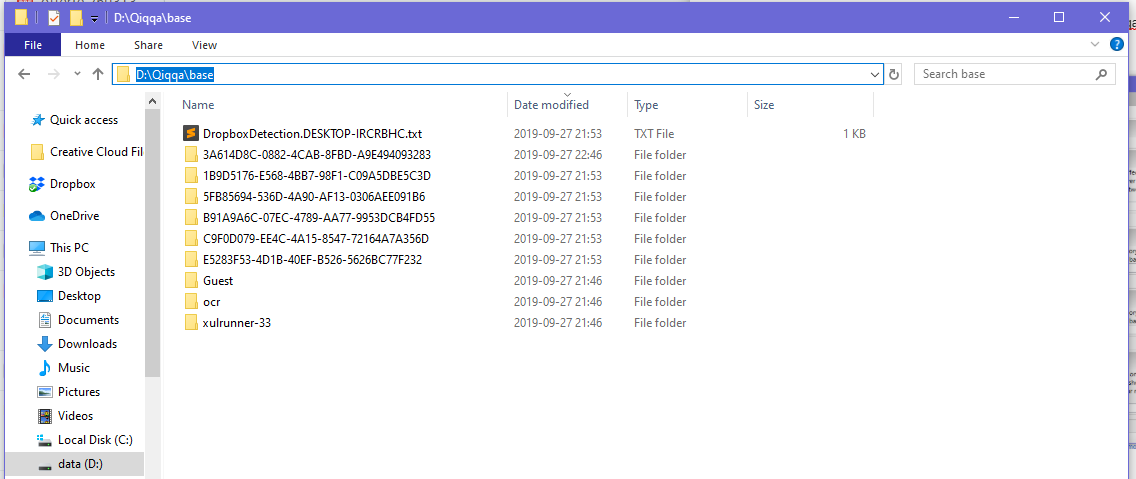 D:\Qiqqa\base
File Home Share View
D:\Qiqqa\base Search base
Name Date modified Type Size
DropboxDetection.DESKTOP-IRCRBHC.txt 2019-09-27 21:53 TXT File 1 KB
3A614D8C-0882-4CAB-8FBD-A9E494093283 2019-09-27 22:46 File folder
1B9D5176-E568-4BB7-98F1-C09A5DBE5C3D 2019-09-27 21:53 File folder
5FB85694-536D-4A90-AF13-0306AEE091B6 2019-09-27 21:53 File folder
B91A9A6C-07EC-4789-AA77-9953DCB4FD55 2019-09-27 21:53 File folder
C9F0D079-EE4C-4A15-8547-72164A7A356D 2019-09-27 21:53 File folder
E5283F53-4D1B-40EF-B526-5626BC77F232 2019-09-27 21:53 File folder
Guest 2019-09-27 21:46 File folder
ocr 2019-09-27 21:46 File folder
xulrunner-33 2019-09-27 21:46 File folder
Quick access
Creative Cloud Fil
Dropbox
OneDrive
This PC
3D Objects
Desktop
Documents
Downloads
Music
Pictures
Videos
Local Disk (C:)
data (D:)